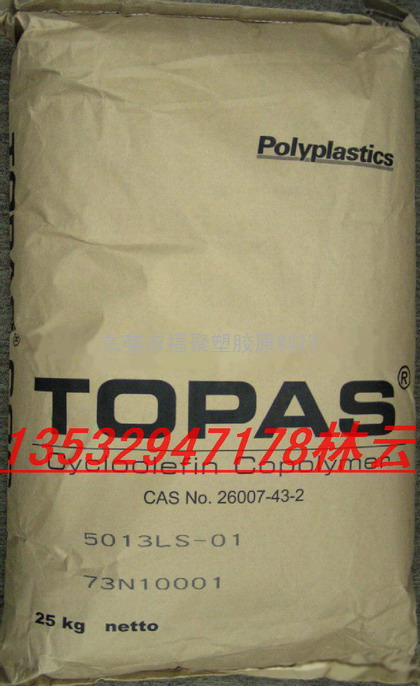 Polyplastics
TOPAS®
13532947178林云
Cycloolefin Copolymer
CAS No. 26007-43-2
5013LS-01
73N10001
25 kg netto